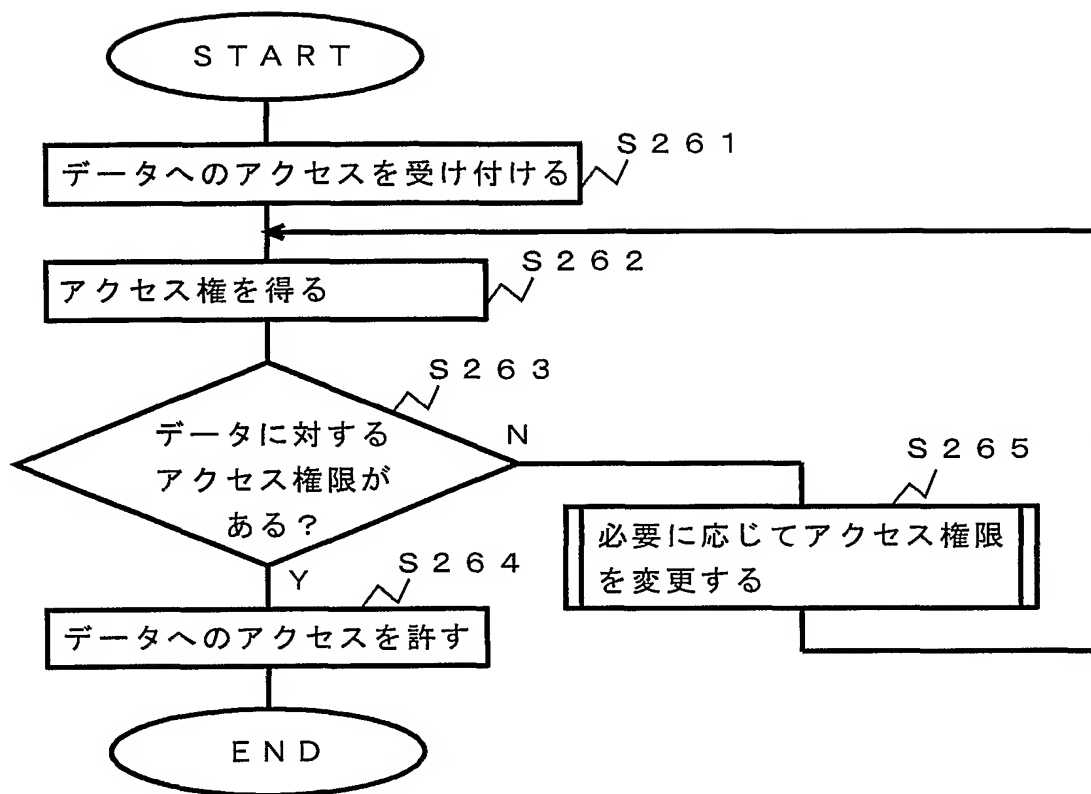 ＳＴＡＲＴ
Ｓ２６１
データへのアクセスを受け付ける
Ｓ２６２
アクセス権を得る
Ｓ２６３
データに対する
アクセス権限が
ある？
Ｎ
Ｓ２６５
必要に応じてアクセス権限
を変更する
Ｙ
Ｓ２６４
データへのアクセスを許す
ＥＮＤ